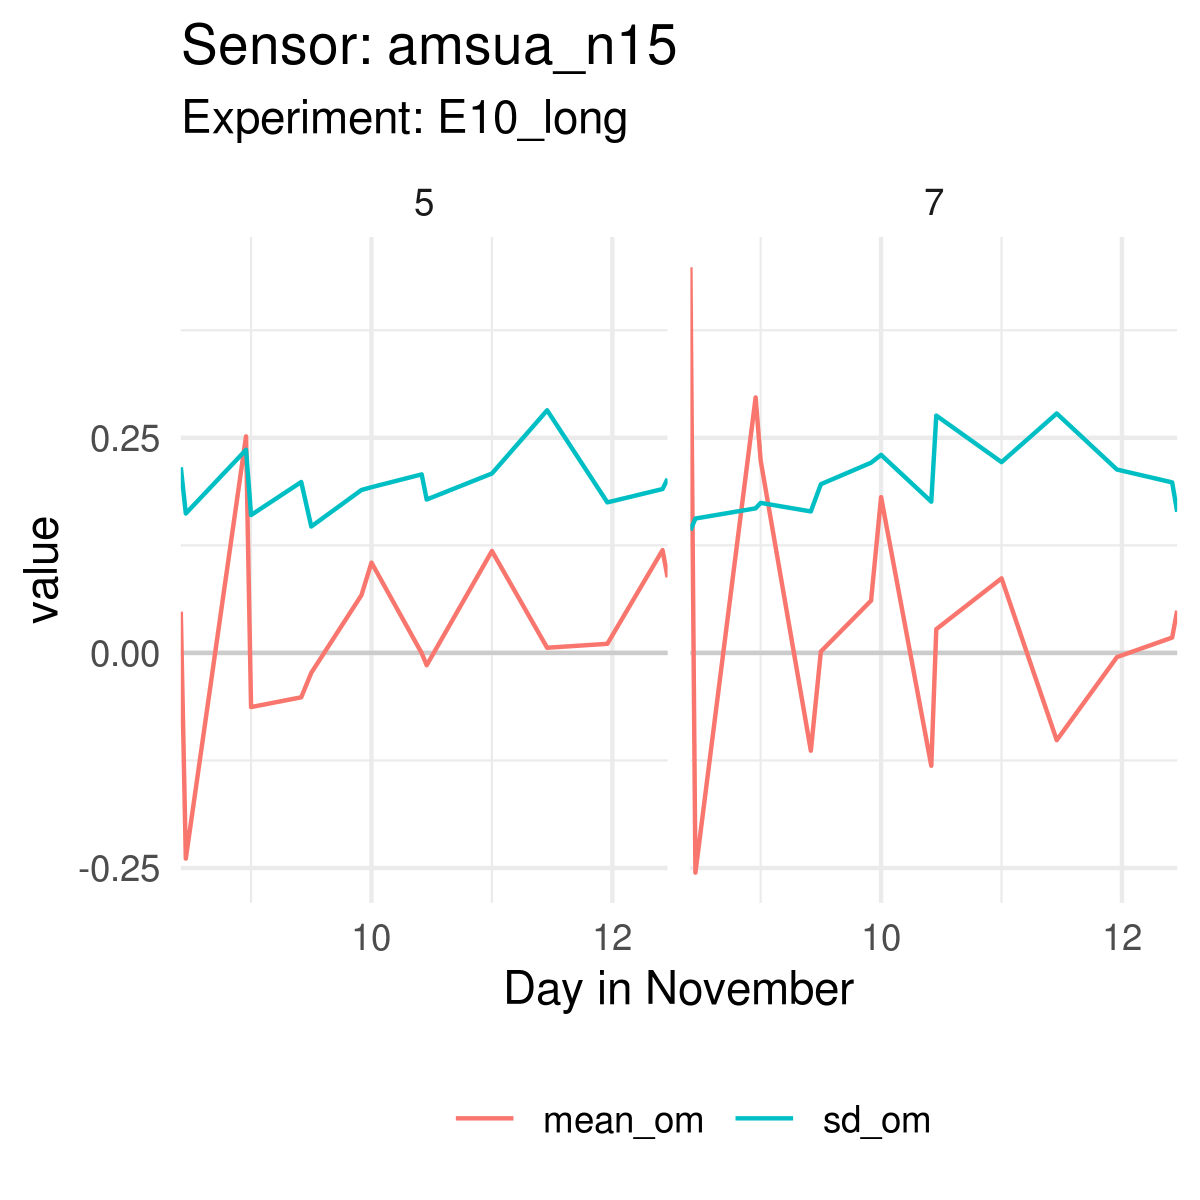 Sensor: amsua_n15
Experiment: E10_long
5 7
value
0.25
0.00
-0.25
10 12 10 12
Day in November
mean_om sd_om